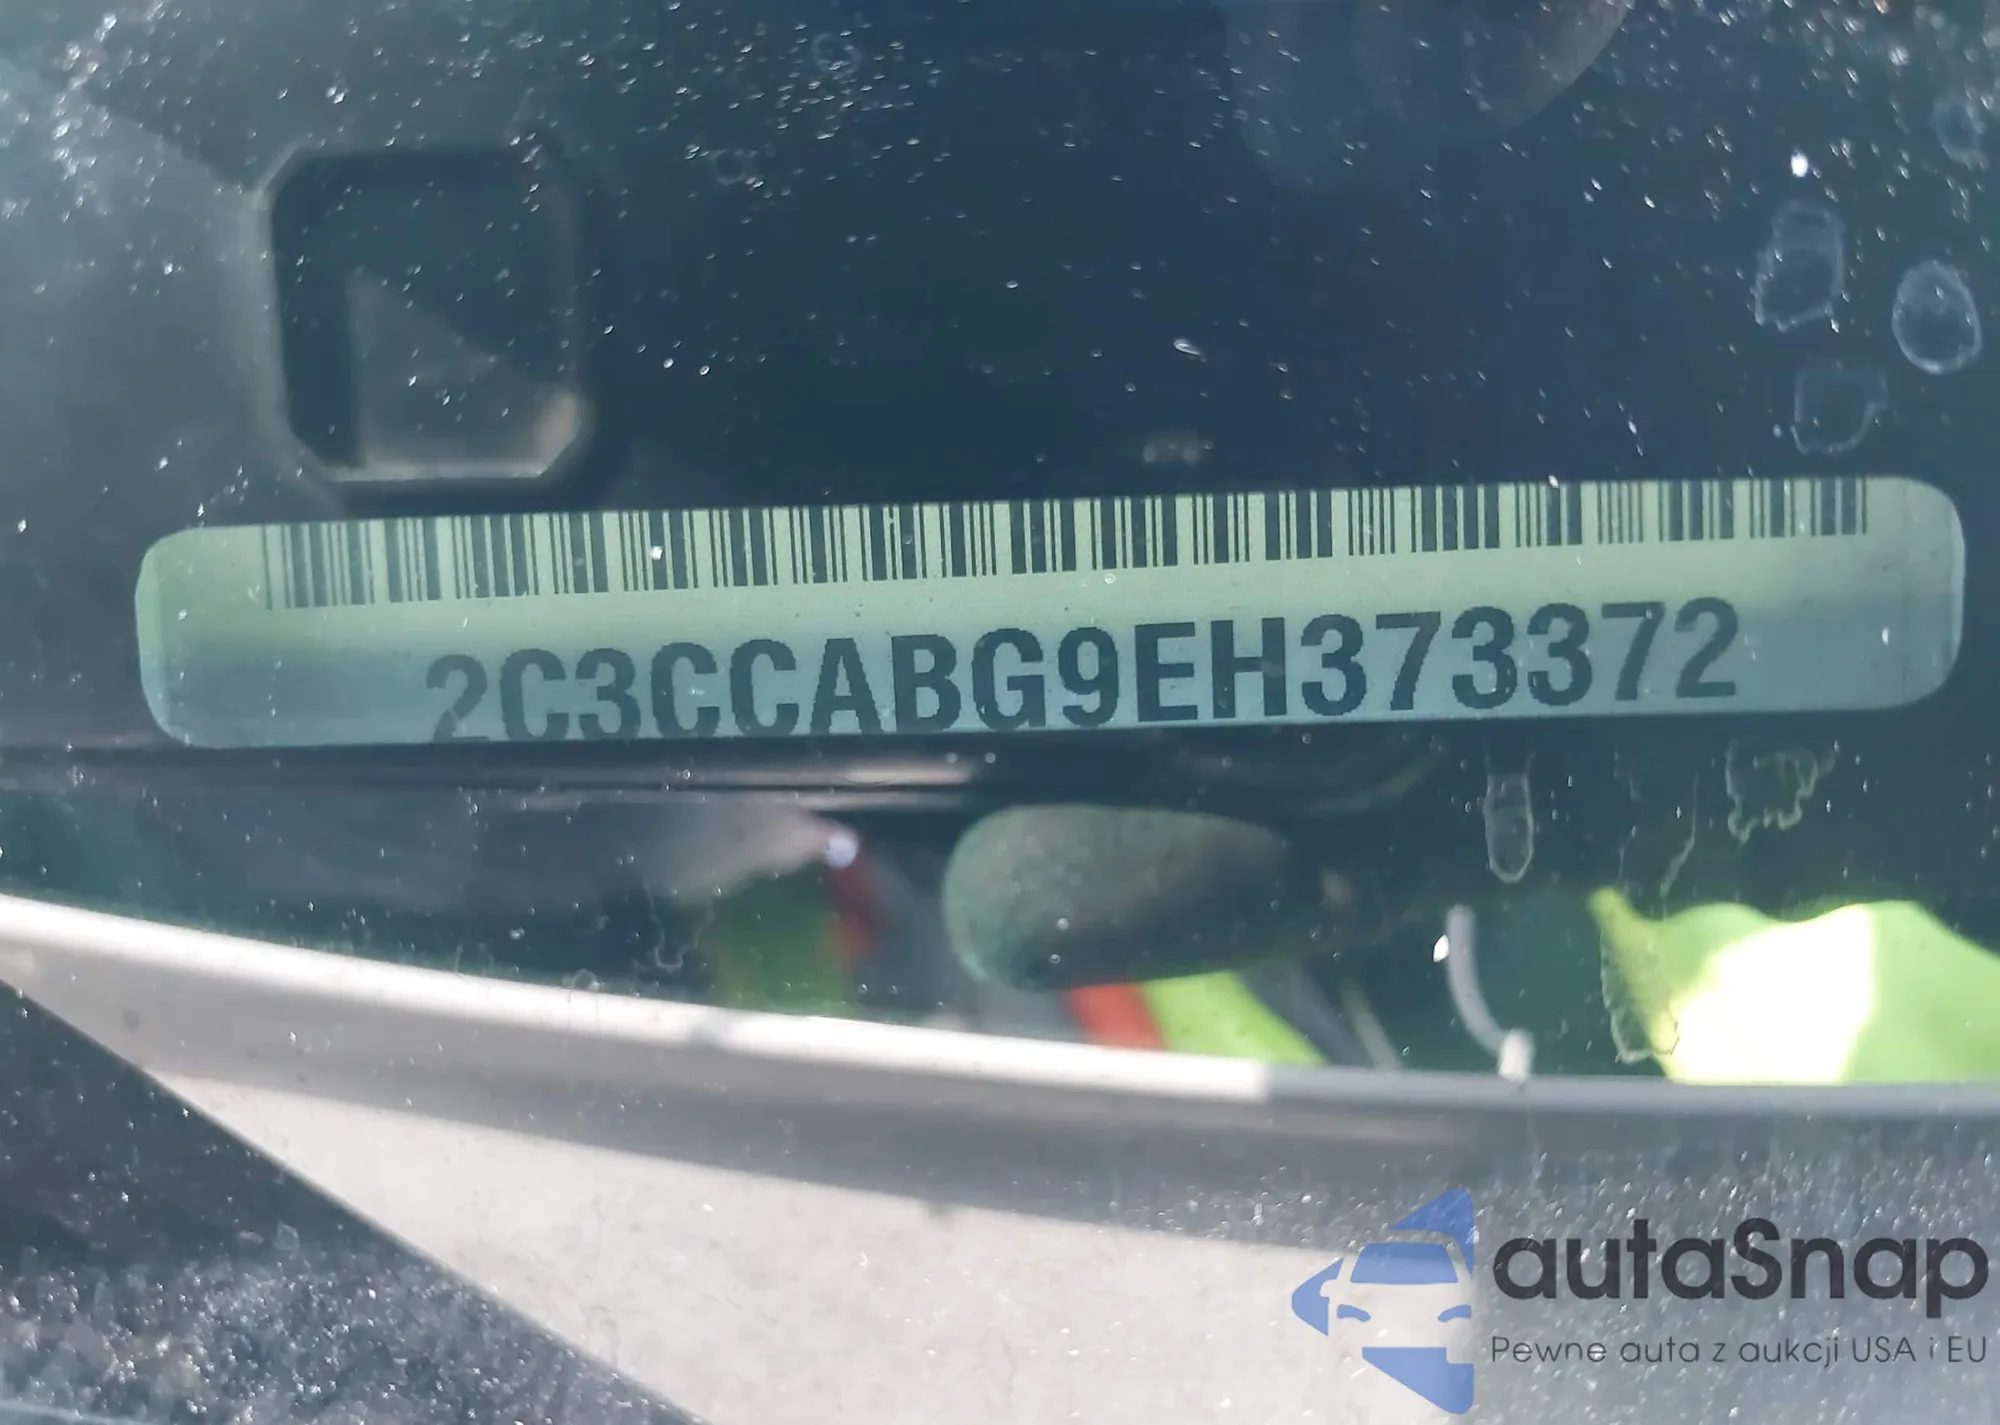 2C3CCABG9EH373372
autaSnap
Pewne auta z aukcji USA i EU